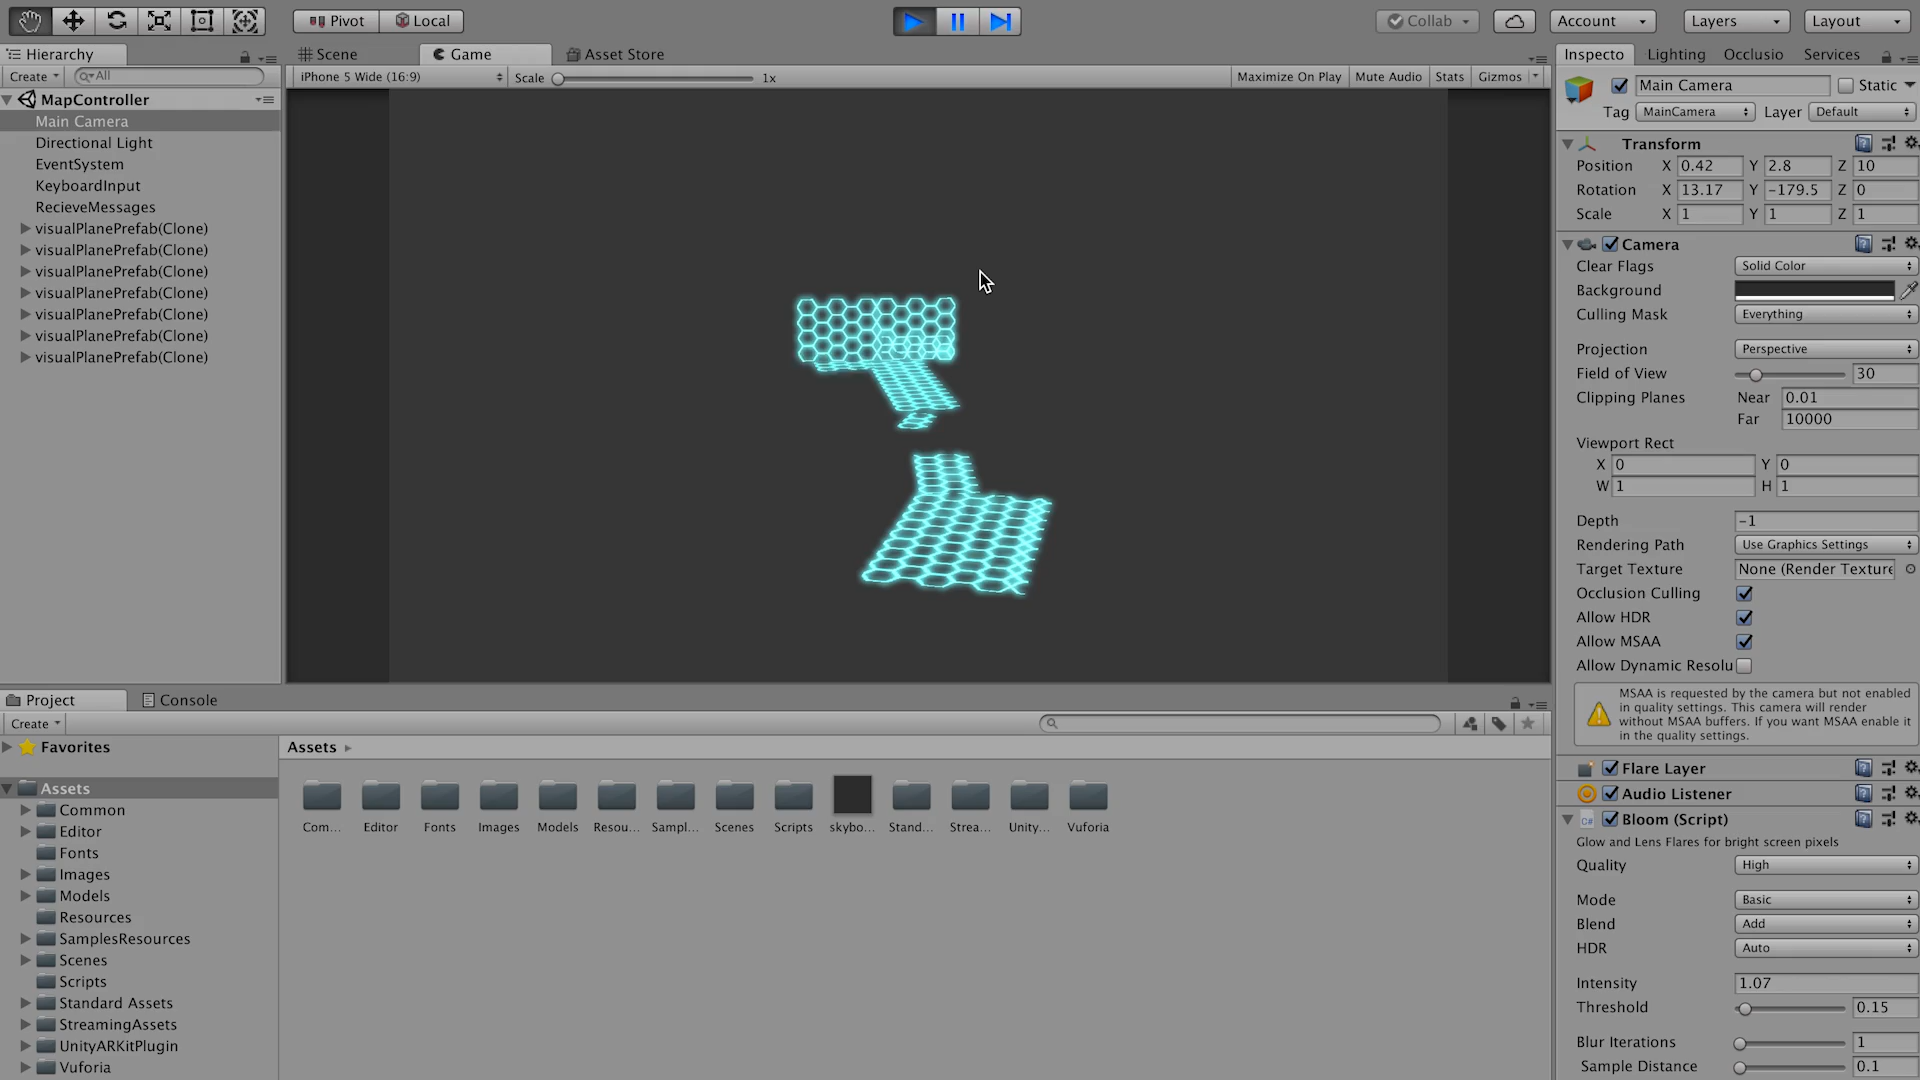 Pivot
Local
Collab
Account
Layers
Layout
Hierarchy
Create
All
MapController
Main Camera
Directional Light
EventSystem
KeyboardInput
RecieveMessages
visualPlanePrefab(Clone)
visualPlanePrefab(Clone)
visualPlanePrefab(Clone)
visualPlanePrefab(Clone)
visualPlanePrefab(Clone)
visualPlanePrefab(Clone)
visualPlanePrefab(Clone)
Scene
Game
Asset Store
iPhone 5 Wide (16:9)
Scale
1x
Maximize On Play
Mute Audio
Stats
Gizmos
Inspecto
Lighting
Occlusio
Services
Main Camera
Static
Tag MainCamera
Layer Default
Transform
Position X 0.42 Y 2.8 Z 10
Rotation X 13.17 Y -179.5 Z 0
Scale X 1 Y 1 Z 1
Camera
Clear Flags Solid Color
Background
Culling Mask Everything
Projection Perspective
Field of View 30
Clipping Planes Near 0.01
Far 10000
Viewport Rect
X 0 Y 0
W 1 H 1
Depth -1
Rendering Path Use Graphics Settings
Target Texture None (Render Texture
Occlusion Culling
Allow HDR
Allow MSAA
Allow Dynamic Resolu
MSAA is requested by the camera but not enabled
in quality settings. This camera will render
without MSAA buffers. If you want MSAA enable it
in the quality settings.
Flare Layer
Audio Listener
C#
Bloom (Script)
Glow and Lens Flares for bright screen pixels
Quality High
Mode Basic
Blend Add
HDR Auto
Intensity 1.07
Threshold 0.15
Blur Iterations 1
Sample Distance 0.1
Project
Console
Create
Favorites
Assets
Common
Editor
Fonts
Images
Models
Resources
SamplesResources
Scenes
Scripts
Standard Assets
StreamingAssets
UnityARKitPlugin
Vuforia
Assets
Com...
Editor
Fonts
Images
Models
Resou...
Sampl...
Scenes
Scripts
skybo...
Stand...
Strea...
Unity...
Vuforia